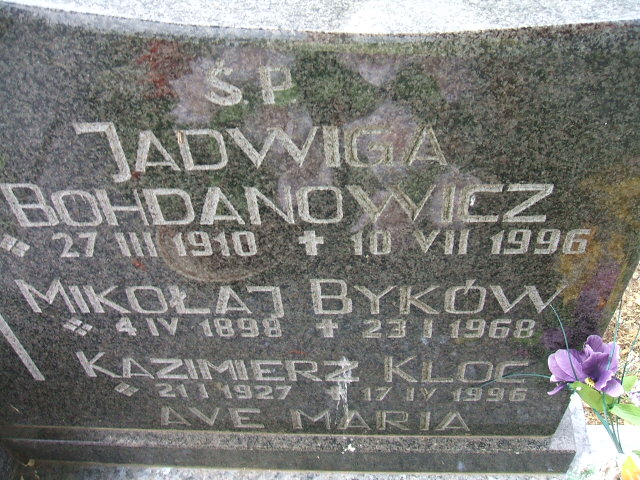 Ś.P.
JADWIGA
BOHDANOWICZ
* 27 III 1910 + 10 VII 1996
MIKOŁAJ BYKÓW
* 4 IV 1898 + 23 I 1968
KAZIMIERZ KLOC
* 21 I 1927 + 17 IV 1996
AVE MARIA